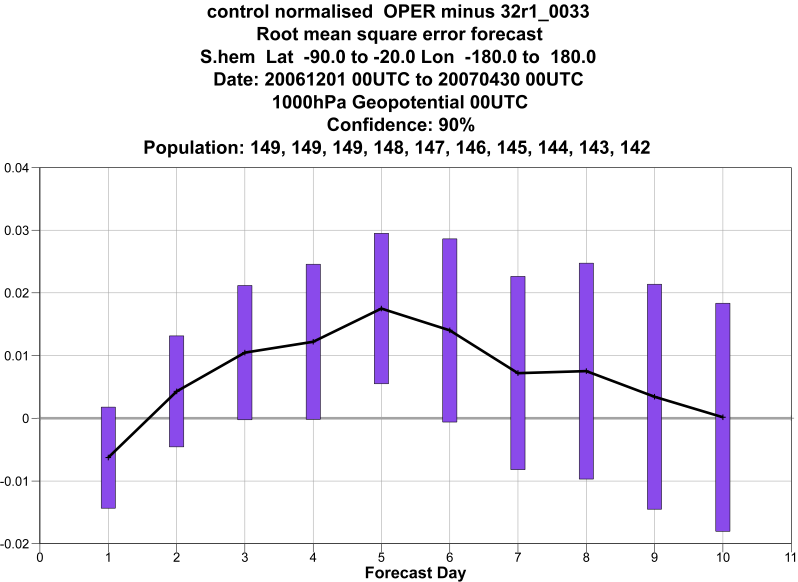 control normalised  OPER minus 32r1_0033
Root mean square error forecast
S.hem  Lat  -90.0 to -20.0 Lon  -180.0 to  180.0
Date: 20061201 00UTC to 20070430 00UTC
1000hPa Geopotential 00UTC
Confidence: 90%
Population: 149, 149, 149, 148, 147, 146, 145, 144, 143, 142
0.04
0.03
0.02
0.01
0
-0.01
-0.02
0 1 2 3 4 5 6 7 8 9 10 11
Forecast Day